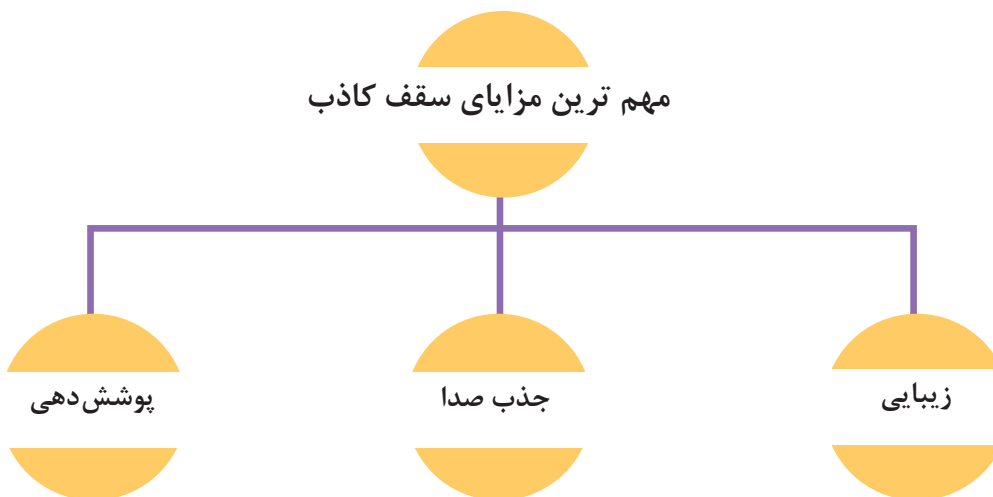 مهم ترین مزایای سقف کاذب
زیبایی
جذب صدا
پوشش‌دهی